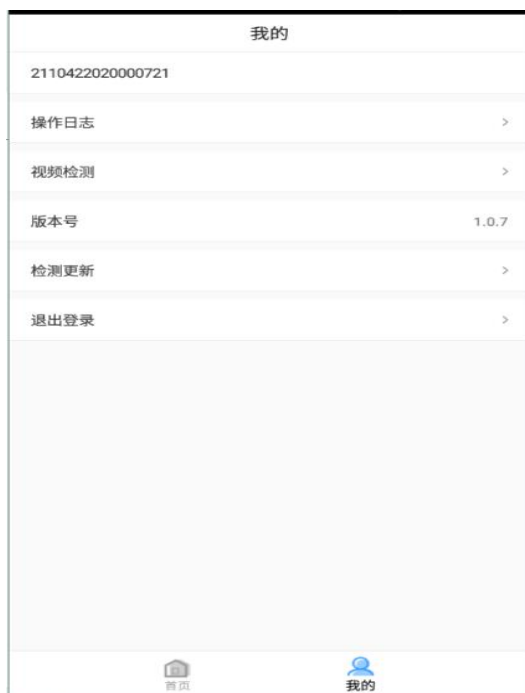 我的
2110422020000721
操作日志 >
视频检测 >
版本号 1.0.7
检测更新 >
退出登录 >
首页 我的